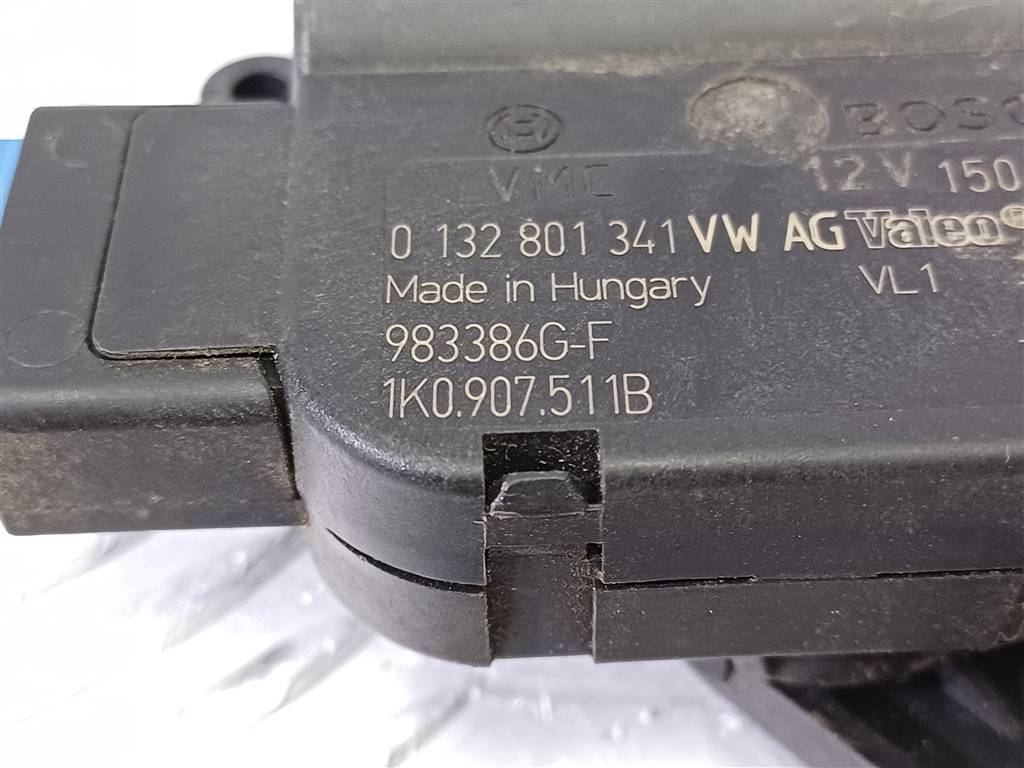 BOSC
VMC 12 V 150
0 132 801 341 VW AG Valeo®
Made in Hungary VL1
983386G-F
1K0.907.511B